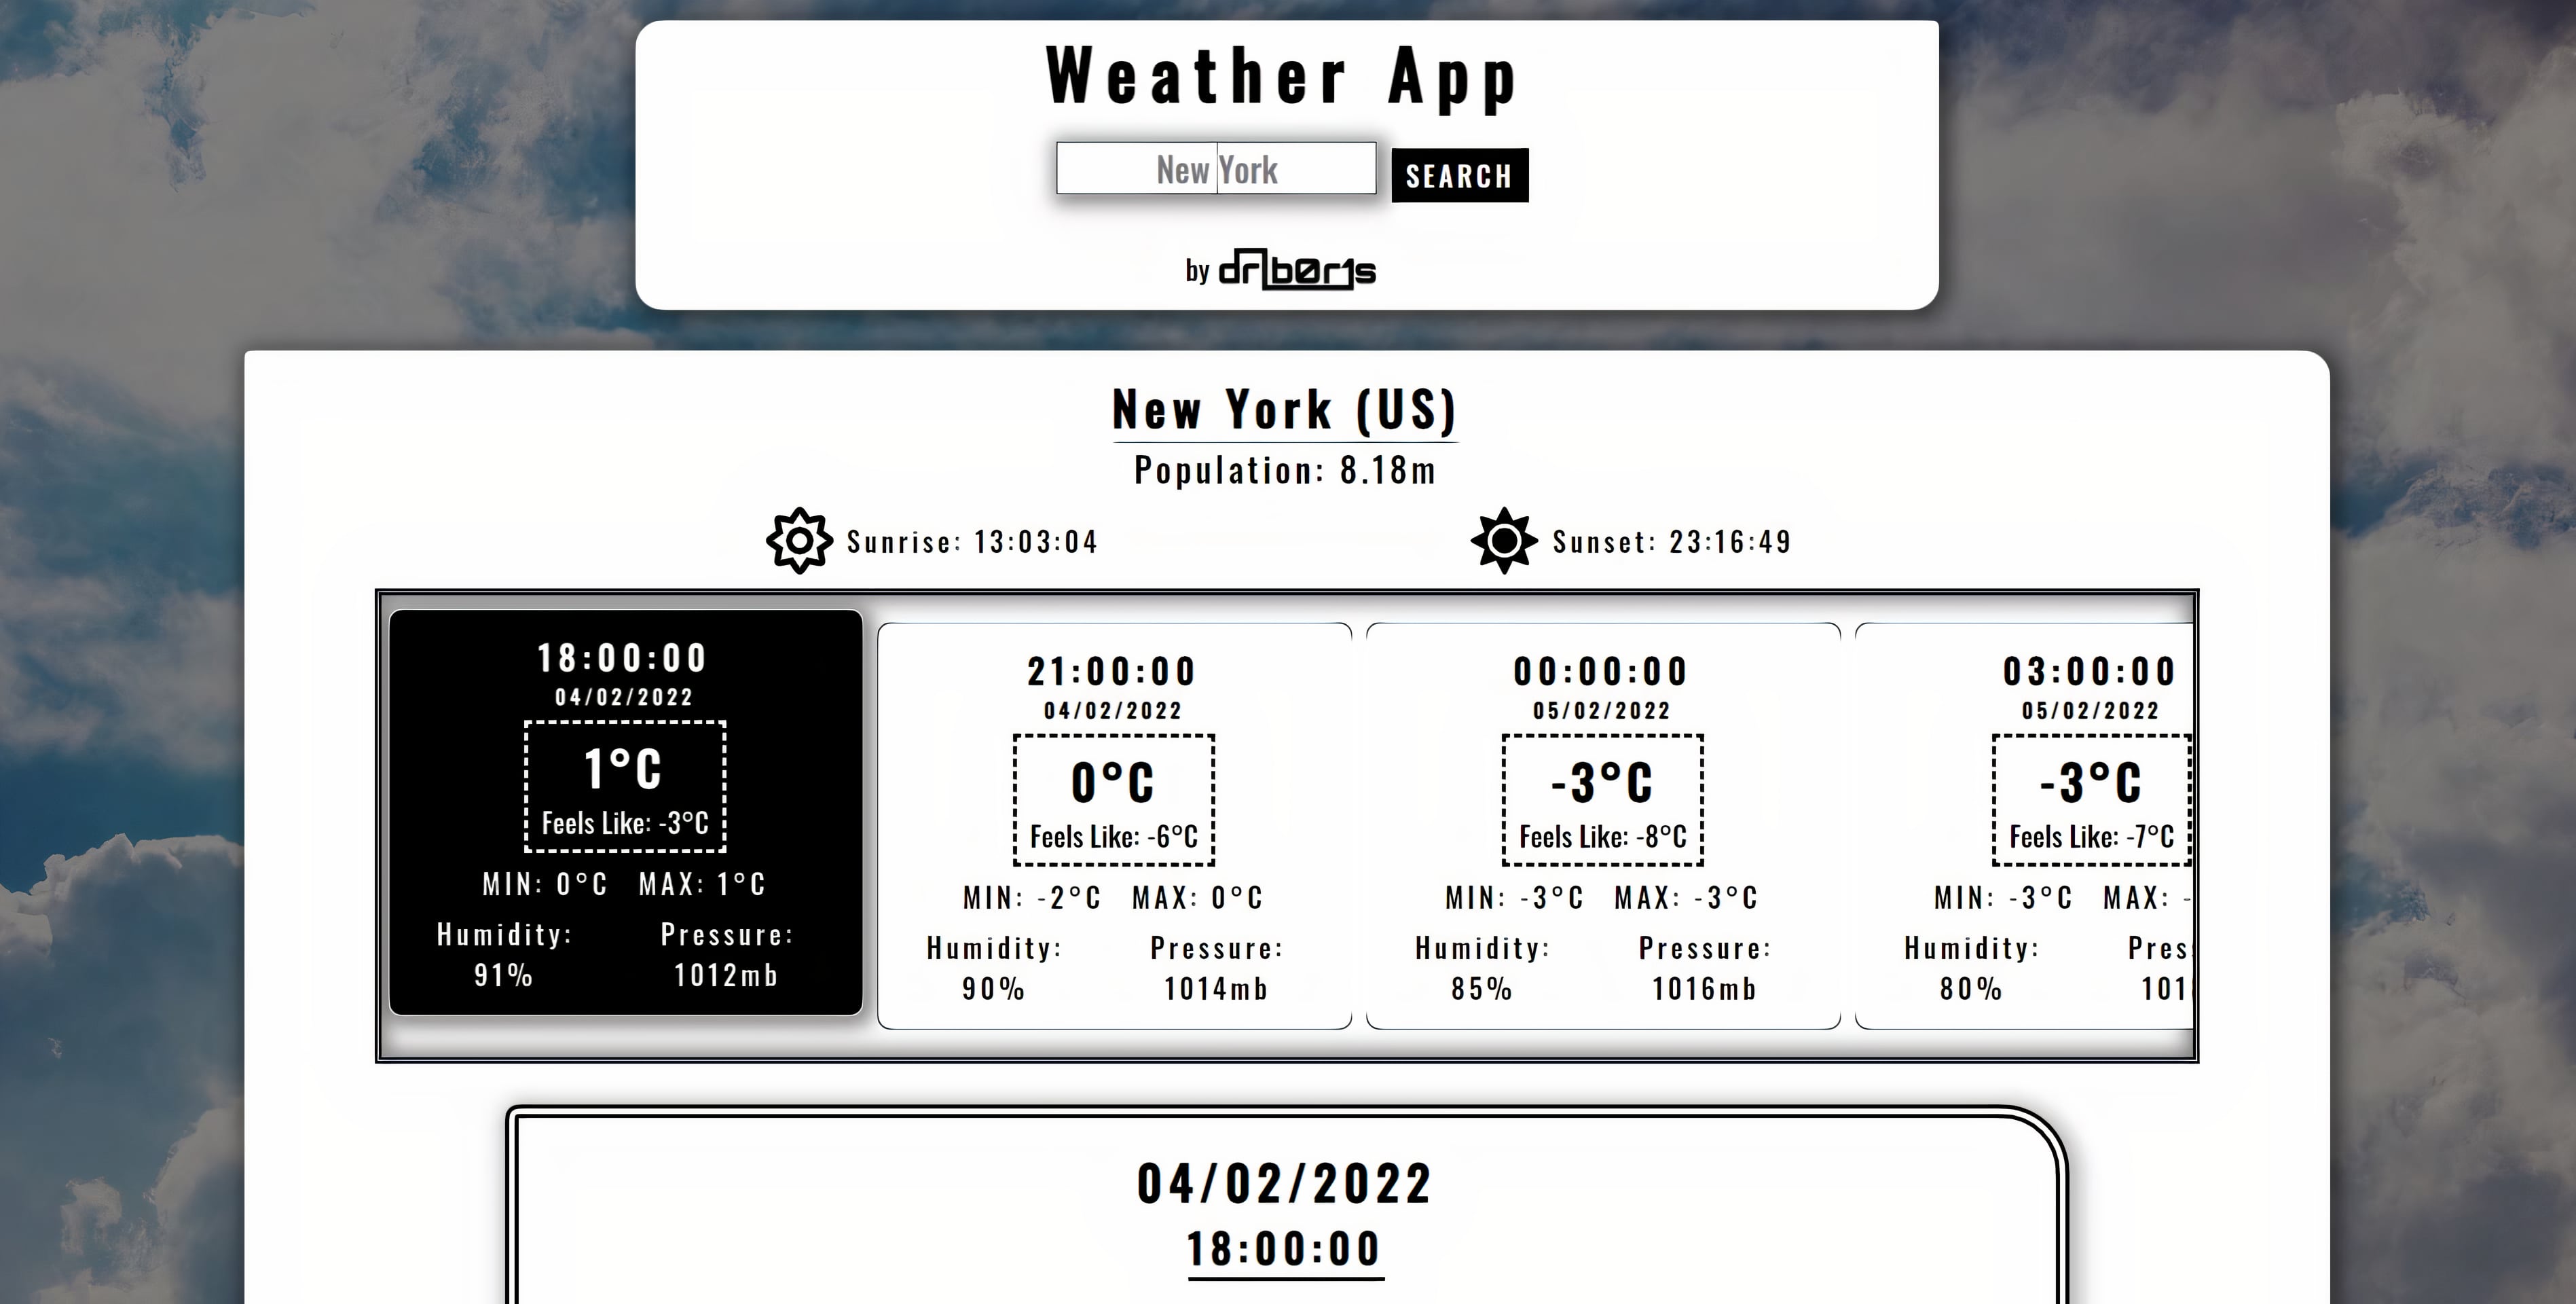 Weather App
New York
SEARCH
by dr_b0r1s
New York (US)
Population: 8.18m
Sunrise: 13:03:04
Sunset: 23:16:49
18:00:00
04/02/2022
1°C
Feels Like: -3°C
MIN: 0°C MAX: 1°C
Humidity: Pressure:
91% 1012mb
21:00:00
04/02/2022
0°C
Feels Like: -6°C
MIN: -2°C MAX: 0°C
Humidity: Pressure:
90% 1014mb
00:00:00
05/02/2022
-3°C
Feels Like: -8°C
MIN: -3°C MAX: -3°C
Humidity: Pressure:
85% 1016mb
03:00:00
05/02/2022
-3°C
Feels Like: -7°C
MIN: -3°C MAX: -
Humidity: Pres
80% 101
04/02/2022
18:00:00